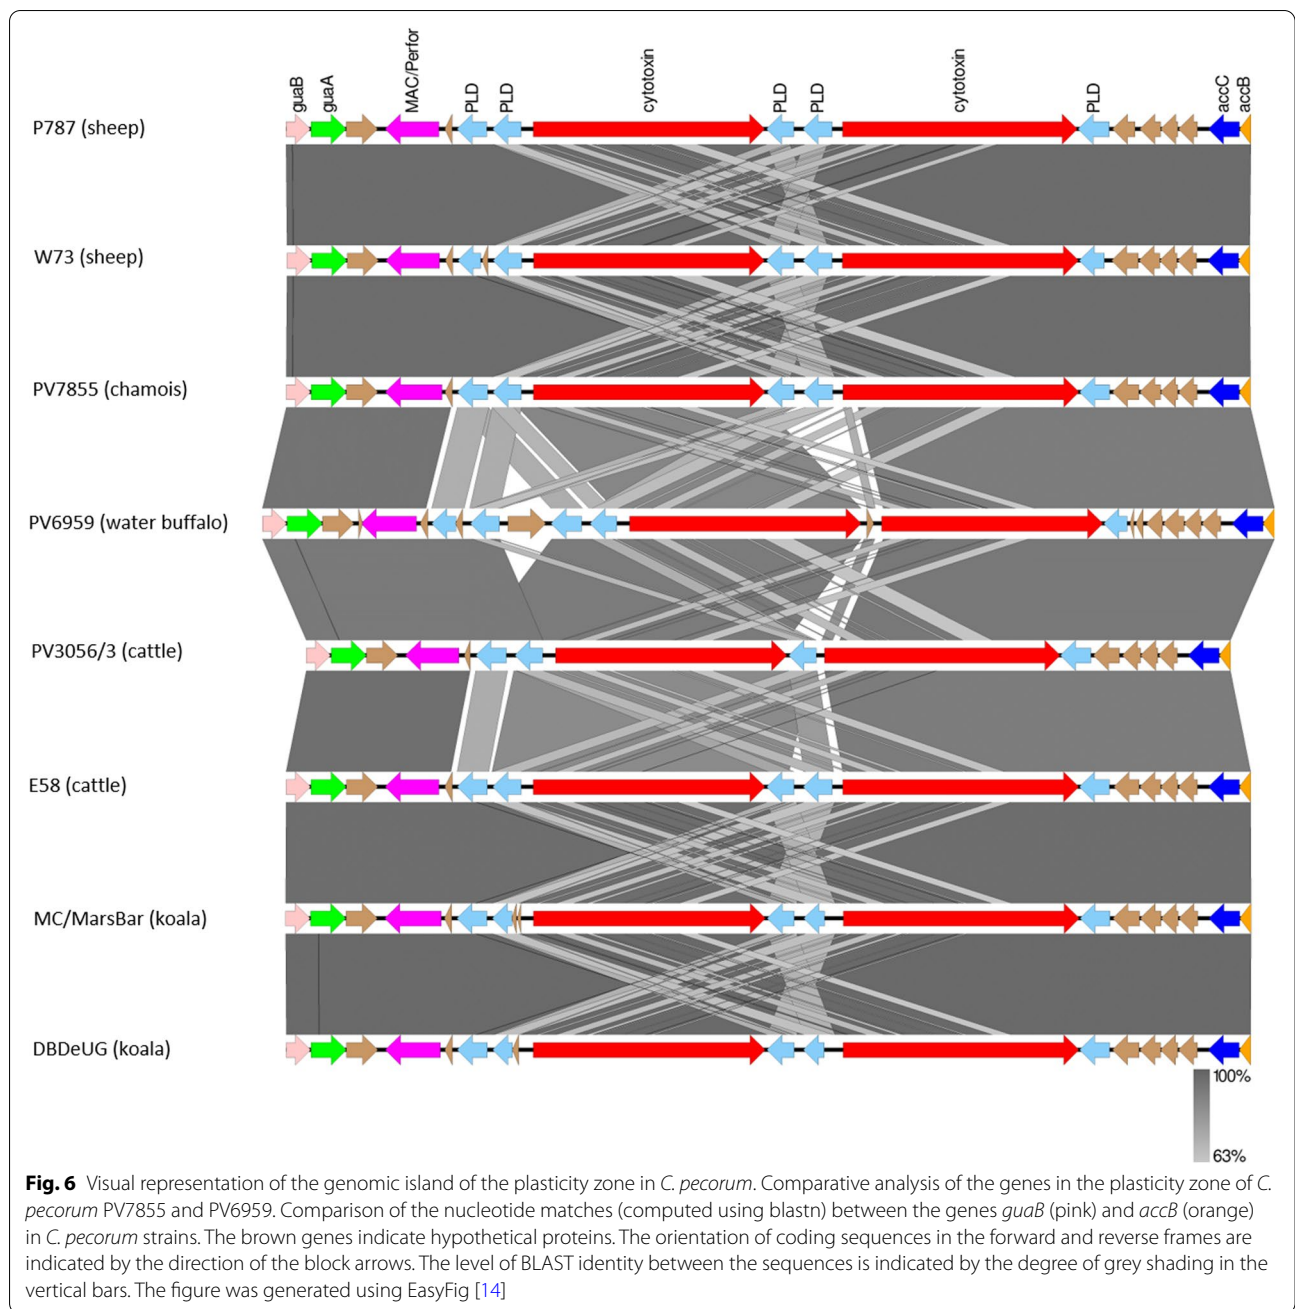 guaB
guaA
MAC/Perfor
PLD
PLD
cytotoxin
PLD
PLD
cytotoxin
PLD
accC
accB
P787 (sheep)
W73 (sheep)
PV7855 (chamois)
PV6959 (water buffalo)
PV3056/3 (cattle)
E58 (cattle)
MC/MarsBar (koala)
DBDeUG (koala)
100%
63%
Fig. 6 Visual representation of the genomic island of the plasticity zone in C. pecorum. Comparative analysis of the genes in the plasticity zone of C.
pecorum PV7855 and PV6959. Comparison of the nucleotide matches (computed using blastn) between the genes guaB (pink) and accB (orange)
in C. pecorum strains. The brown genes indicate hypothetical proteins. The orientation of coding sequences in the forward and reverse frames are
indicated by the direction of the block arrows. The level of BLAST identity between the sequences is indicated by the degree of grey shading in the
vertical bars. The figure was generated using EasyFig [14]